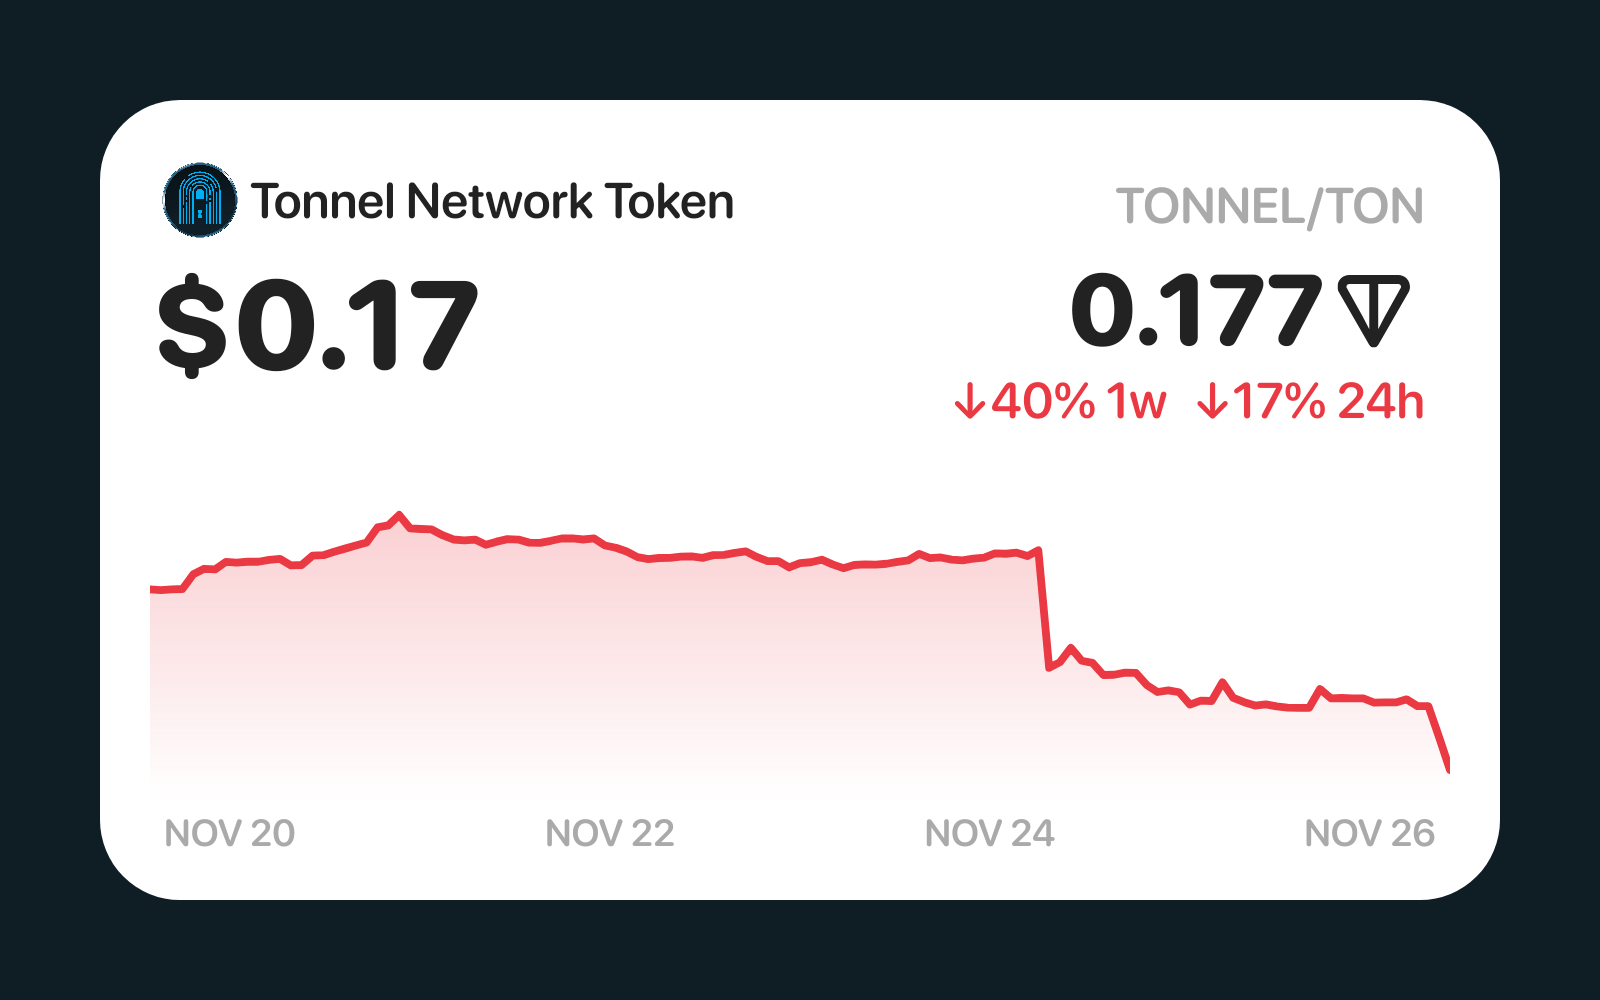 Tonnel Network Token
TONNEL/TON
$0.17
0.177
↓40% 1w ↓17% 24h
NOV 20 NOV 22 NOV 24 NOV 26